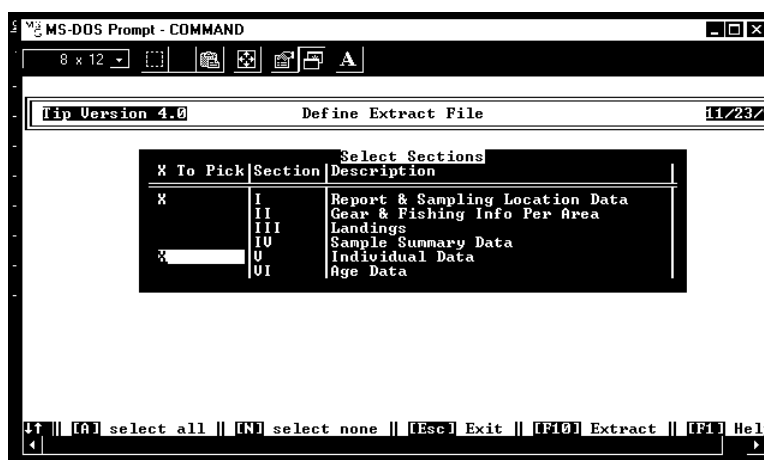 MS-DOS Prompt - COMMAND
8 x 12 A
Tip Version 4.0 Define Extract File 11/23/
Select Sections
X To Pick Section Description
X I Report & Sampling Location Data
II Gear & Fishing Info Per Area
III Landings
IV Sample Summary Data
X V Individual Data
VI Age Data
↓↑ || [A] select all || [N] select none || [Esc] Exit || [F10] Extract || [F1] Hel